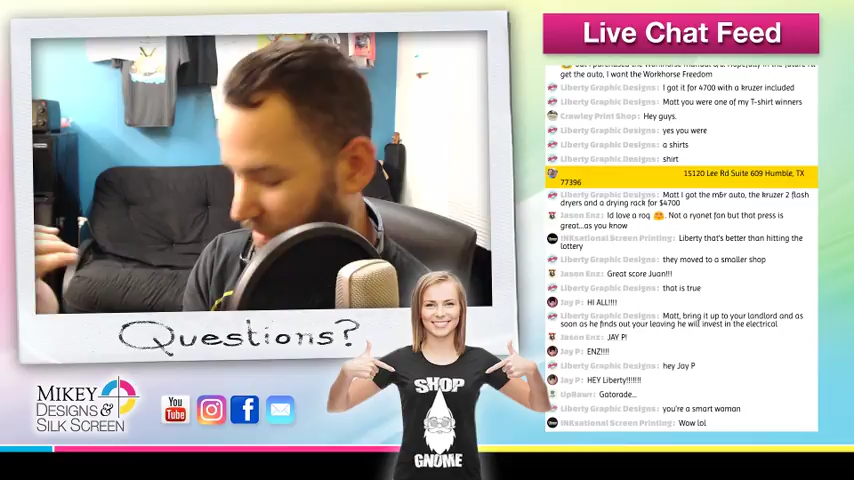 Live Chat Feed
get the auto, I want the Workhorse Freedom
Liberty Graphic Designs : I got it for 4700 with a kruzer included
Liberty Graphic Designs : Matt you were one of my T-shirt winners
Crawley Print Shop : Hey guys.
Liberty Graphic Designs : yes you were
Liberty Graphic Designs : a shirts
Liberty Graphic Designs : shirt
15120 Lee Rd Suite 609 Humble, TX
77396
Liberty Graphic Designs : Matt I got the m&r auto, the kruzer 2 flash
dryers and a drying rack for $4700
Jason Enz : Id love a roq 🤗. Not a ryanet fan but that press is
great...as you know
INKsational Screen Printing : Liberty that's better than hitting the
lottery
Liberty Graphic Designs : they moved to a smaller shop
Jason Enz : Great score Juan!!!
Liberty Graphic Designs : that is true
Jay P : HI ALL!!!!
Liberty Graphic Designs : Matt, bring it up to your landlord and as
soon as he finds out your leaving he will invest in the electrical
Jason Enz : JAY P!
Jay P : ENZ!!!!
Liberty Graphic Designs : hey Jay P
Jay P : HEY Liberty!!!!!!!
UpRawr : Gatorade...
Liberty Graphic Designs : you're a smart woman
INKsational Screen Printing : Wow lol
Questions?
MIKEY
DESIGNS &
SILK SCREEN
You
Tube
SHOP
GNOME